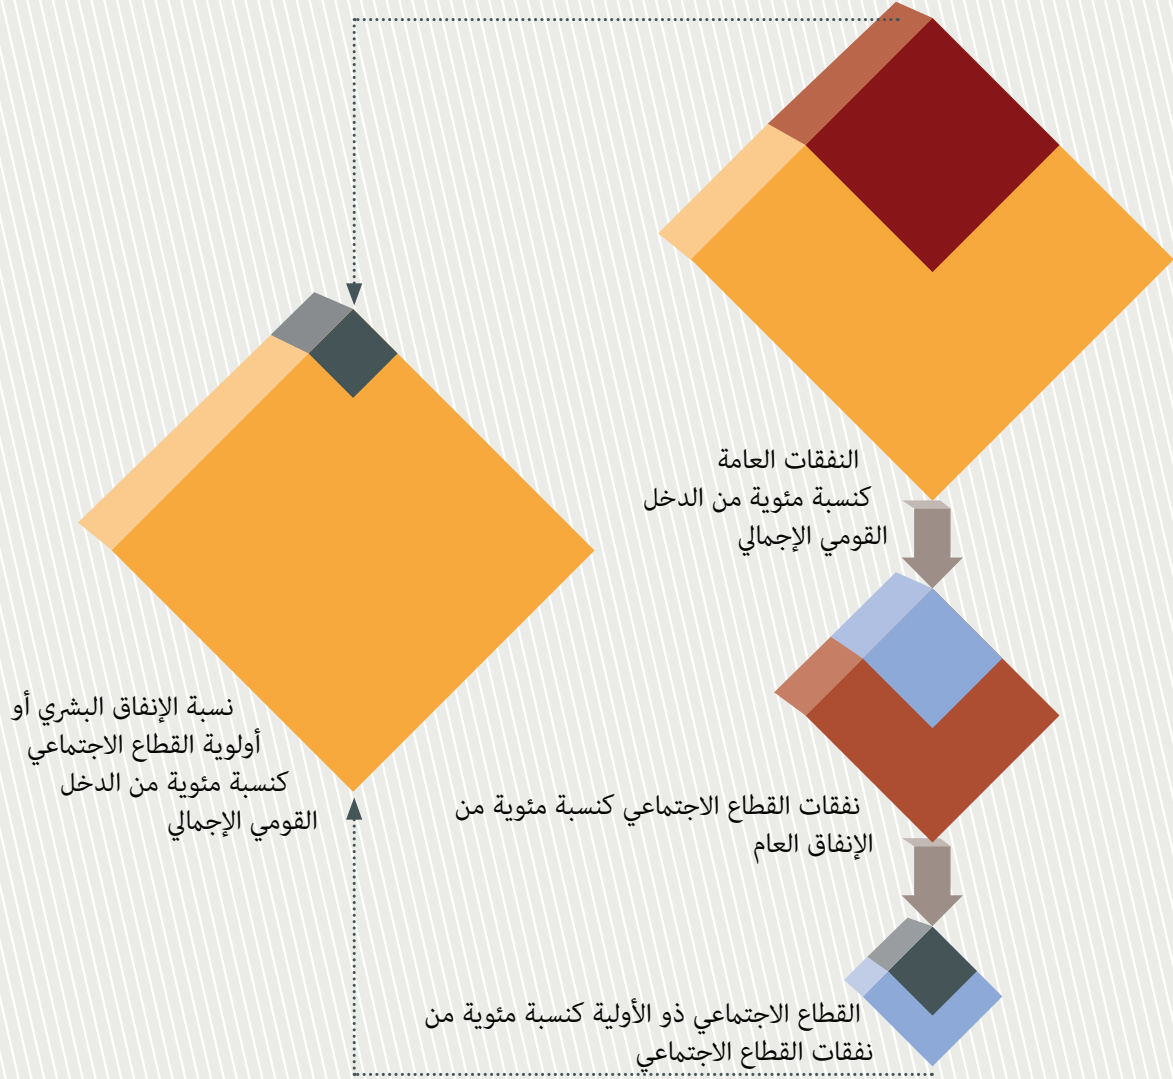 النفقات العامة
كنسبة مئوية من الدخل
القومي الإجمالي
نسبة الإنفاق البشري أو
أولوية القطاع الاجتماعي
كنسبة مئوية من الدخل
القومي الإجمالي
نفقات القطاع الاجتماعي كنسبة مئوية من
الإنفاق العام
القطاع الاجتماعي ذو الأولية كنسبة مئوية من
نفقات القطاع الاجتماعي